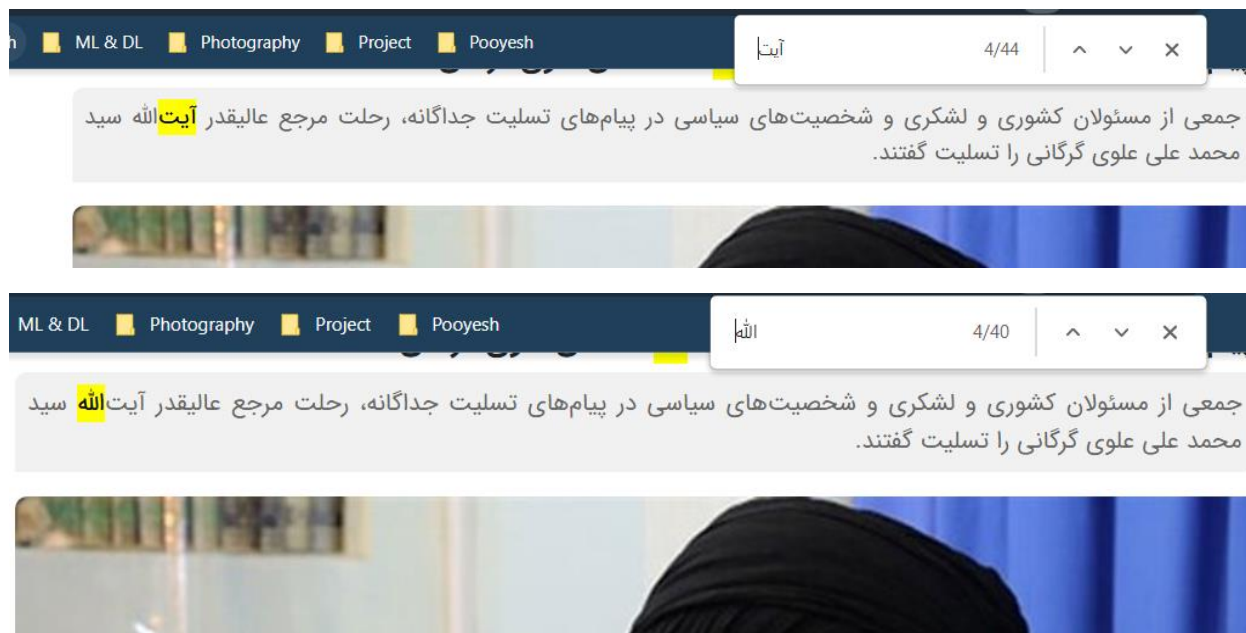 ML & DL Photography Project Pooyesh
آیت 4/44
جمعی از مسئولان کشوری و لشکری و شخصیت‌های سیاسی در پیام‌های تسلیت جداگانه، رحلت مرجع عالیقدر آیت‌الله سید
محمد علی علوی گرگانی را تسلیت گفتند.
ML & DL Photography Project Pooyesh
الله 4/40
جمعی از مسئولان کشوری و لشکری و شخصیت‌های سیاسی در پیام‌های تسلیت جداگانه، رحلت مرجع عالیقدر آیت‌الله سید
محمد علی علوی گرگانی را تسلیت گفتند.